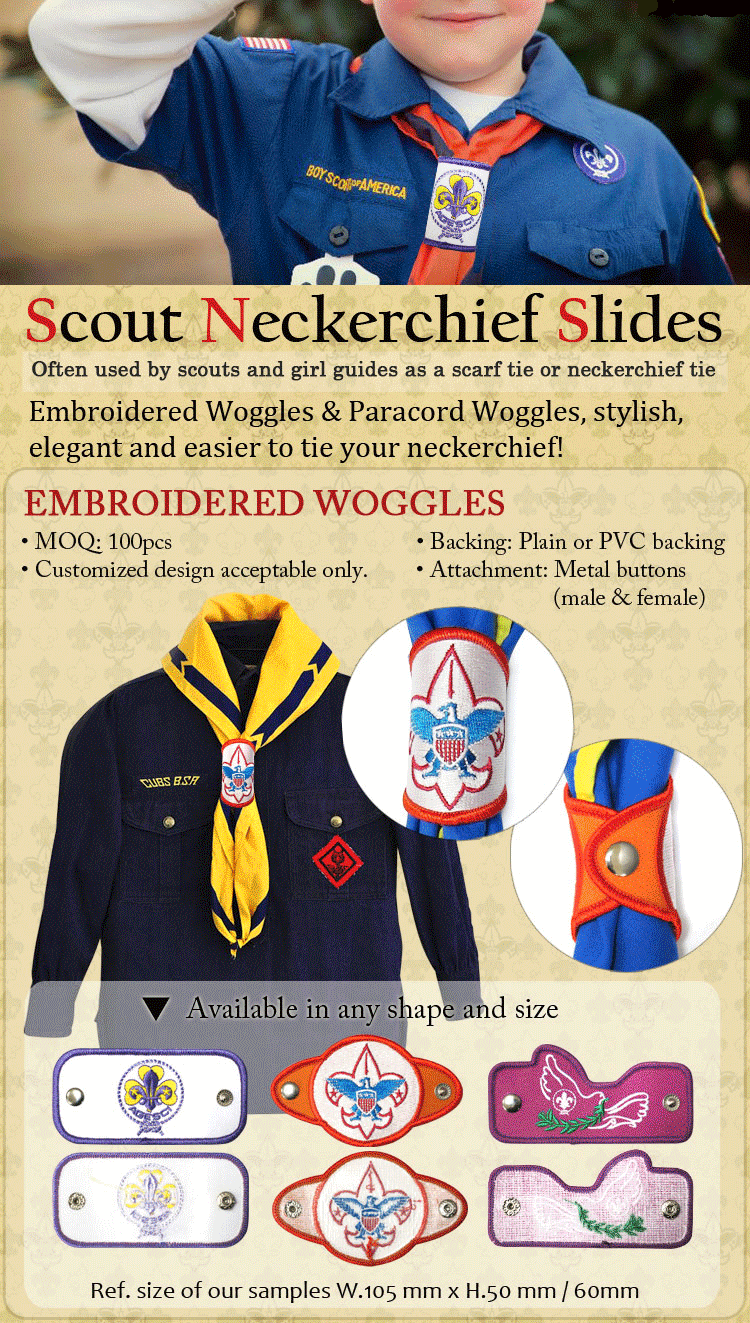 BOY SCOUTS OF AMERICA
AGESCI
Scout Neckerchief Slides
Often used by scouts and girl guides as a scarf tie or neckerchief tie
Embroidered Woggles & Paracord Woggles, stylish,
elegant and easier to tie your neckerchief!
EMBROIDERED WOGGLES
• MOQ: 100pcs
• Customized design acceptable only.
• Backing: Plain or PVC backing
• Attachment: Metal buttons
(male & female)
CUBS B.S.A
▼ Available in any shape and size
AGESCI
Ref. size of our samples W.105 mm x H.50 mm / 60mm